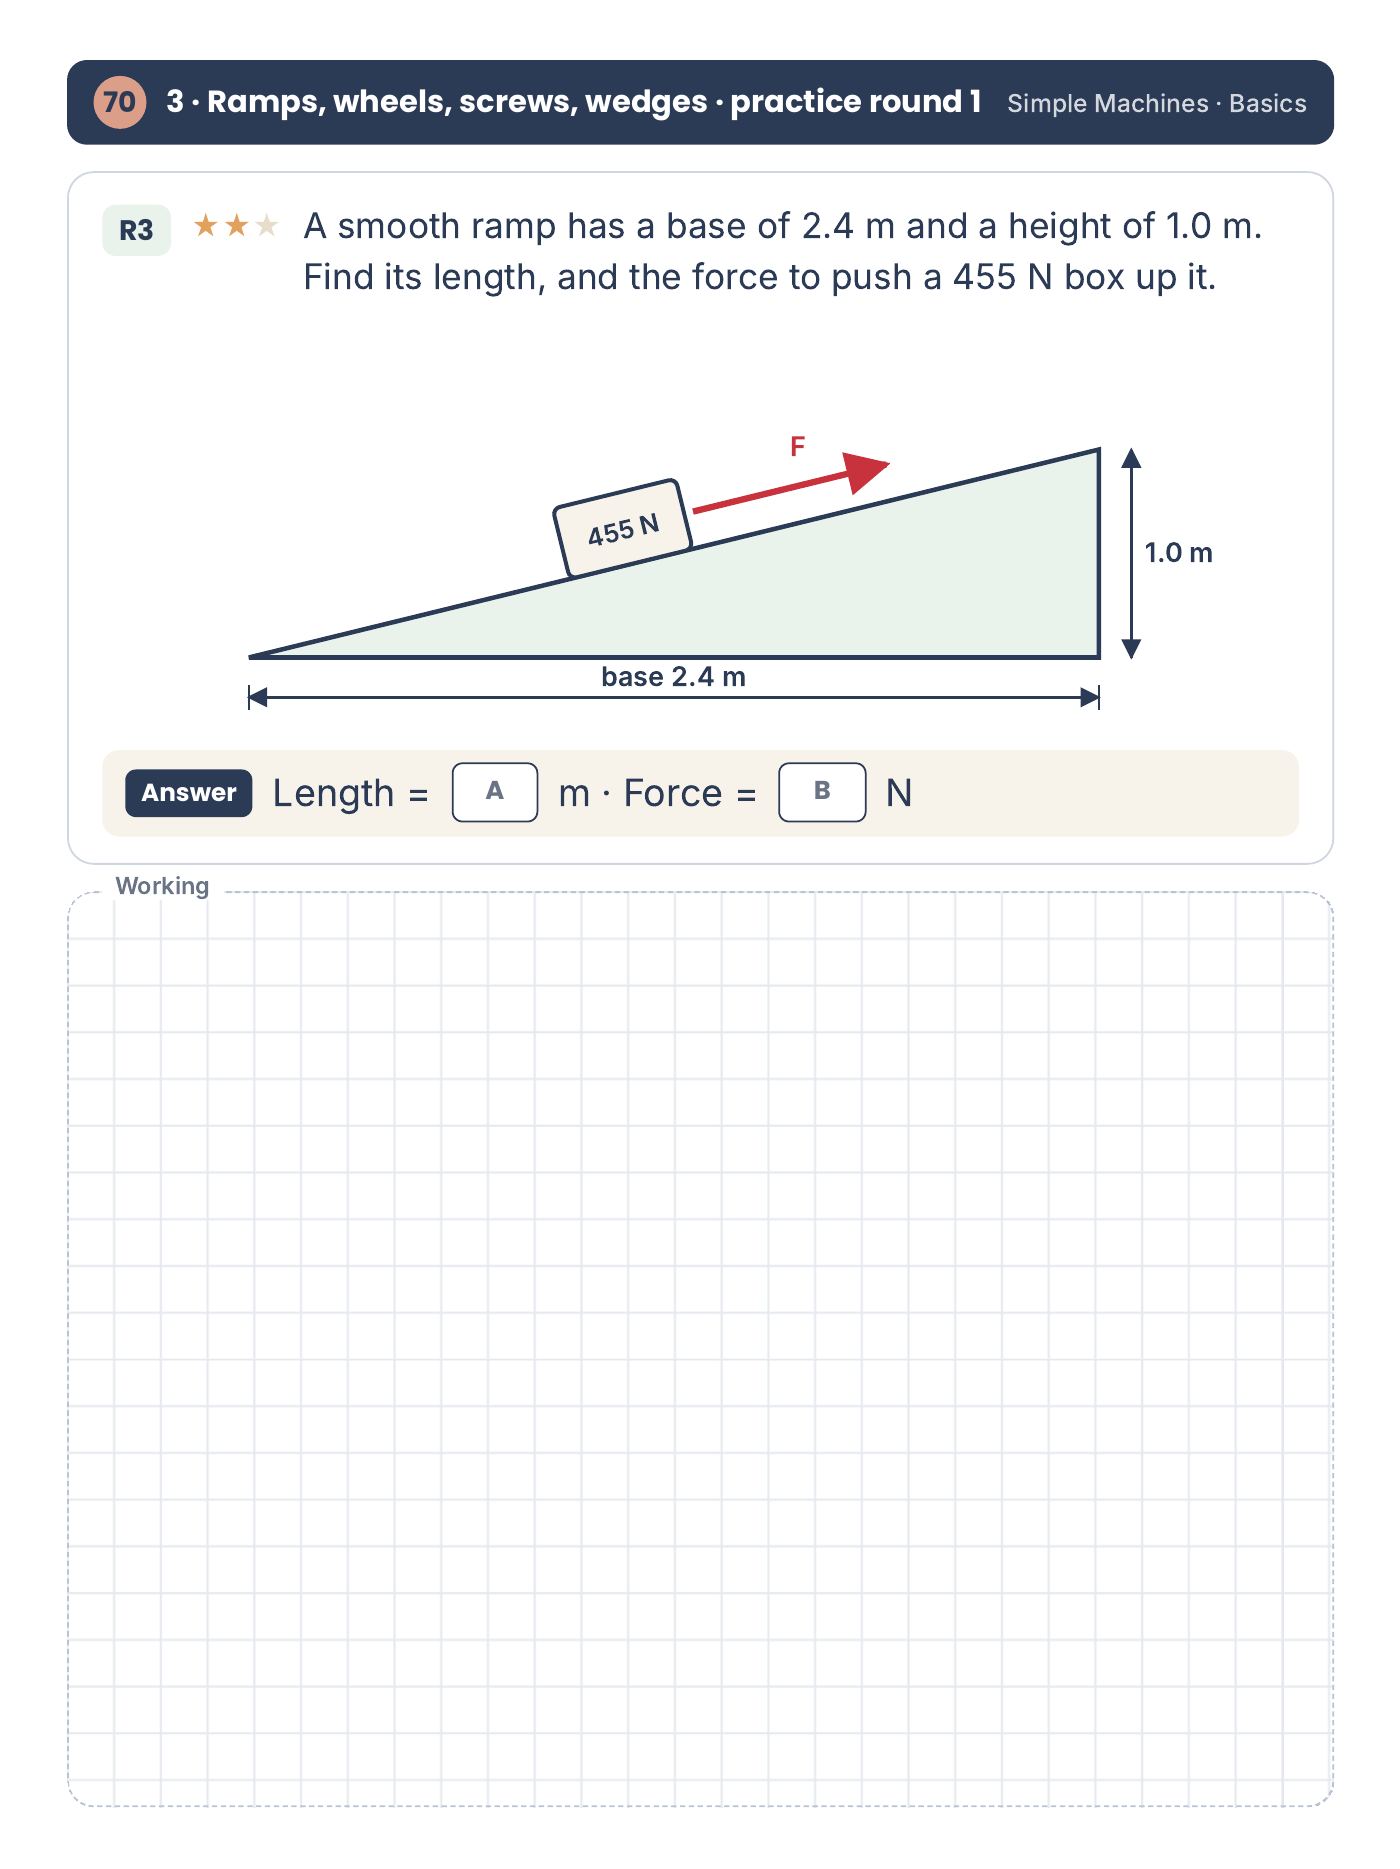 70 3 · Ramps, wheels, screws, wedges · practice round 1 Simple Machines · Basics
R3 ★★★ A smooth ramp has a base of 2.4 m and a height of 1.0 m.
Find its length, and the force to push a 455 N box up it.
F
455 N
1.0 m
base 2.4 m
Answer Length = A m · Force = B N
Working